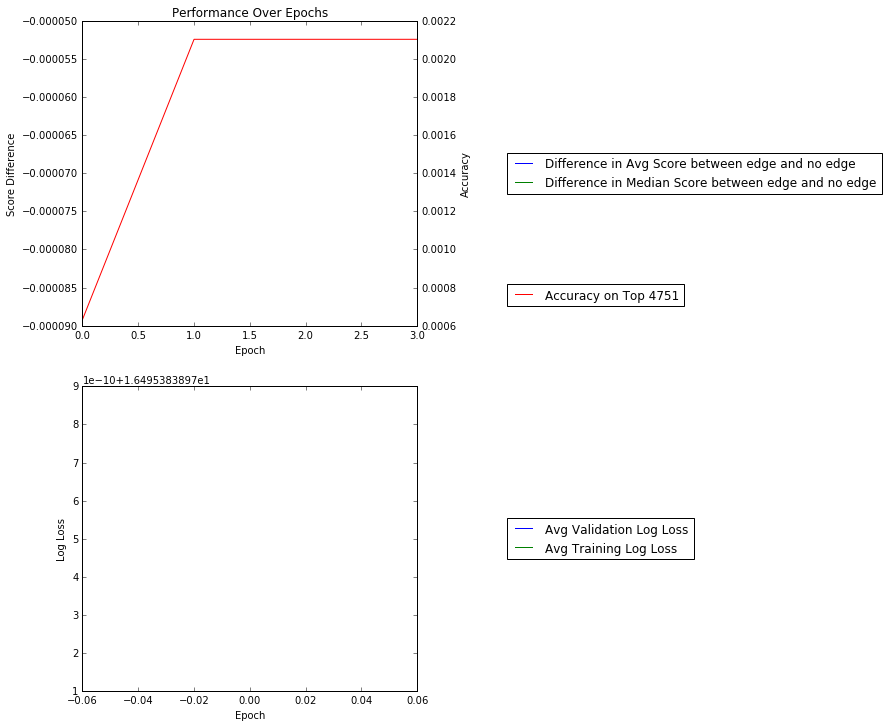 Performance Over Epochs
−0.000050
−0.000055
−0.000060
−0.000065
−0.000070
−0.000075
−0.000080
−0.000085
−0.000090
Score Difference
0.0022
0.0020
0.0018
0.0016
0.0014
0.0012
0.0010
0.0008
0.0006
Accuracy
0.0 0.5 1.0 1.5 2.0 2.5 3.0
Epoch
Difference in Avg Score between edge and no edge
Difference in Median Score between edge and no edge
Accuracy on Top 4751
1e−10+1.6495383897e1
9
8
7
6
5
4
3
2
1
Log Loss
−0.06 −0.04 −0.02 0.00 0.02 0.04 0.06
Epoch
Avg Validation Log Loss
Avg Training Log Loss